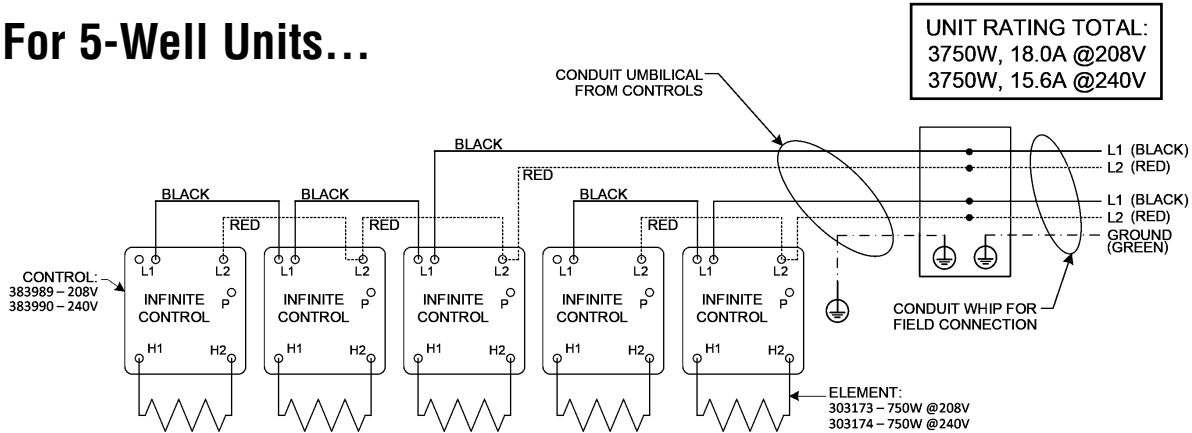 For 5-Well Units...
UNIT RATING TOTAL:
3750W, 18.0A @208V
3750W, 15.6A @240V
CONDUIT UMBILICAL
FROM CONTROLS
BLACK
L1 (BLACK)
L2 (RED)
RED
BLACK
BLACK
BLACK
L1 (BLACK)
L2 (RED)
RED
RED
RED
GROUND
(GREEN)
CONTROL:
383989 – 208V
383990 – 240V
L1
L2
INFINITE
CONTROL
P
H1
H2
L1
L2
INFINITE
CONTROL
P
H1
H2
L1
L2
INFINITE
CONTROL
P
H1
H2
L1
L2
INFINITE
CONTROL
P
H1
H2
L1
L2
INFINITE
CONTROL
P
H1
H2
CONDUIT WHIP FOR
FIELD CONNECTION
ELEMENT:
303173 – 750W @208V
303174 – 750W @240V